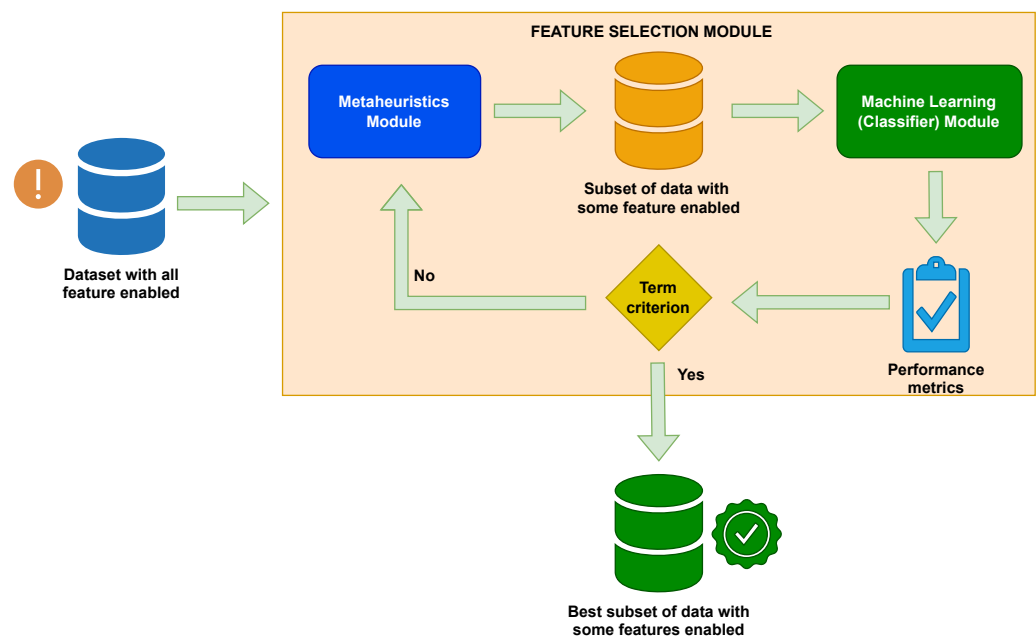 FEATURE SELECTION MODULE
Metaheuristics
Module
Machine Learning
(Classifier) Module
Subset of data with
some feature enabled
Dataset with all
feature enabled
No
Term
criterion
Performance
metrics
Yes
Best subset of data with
some features enabled